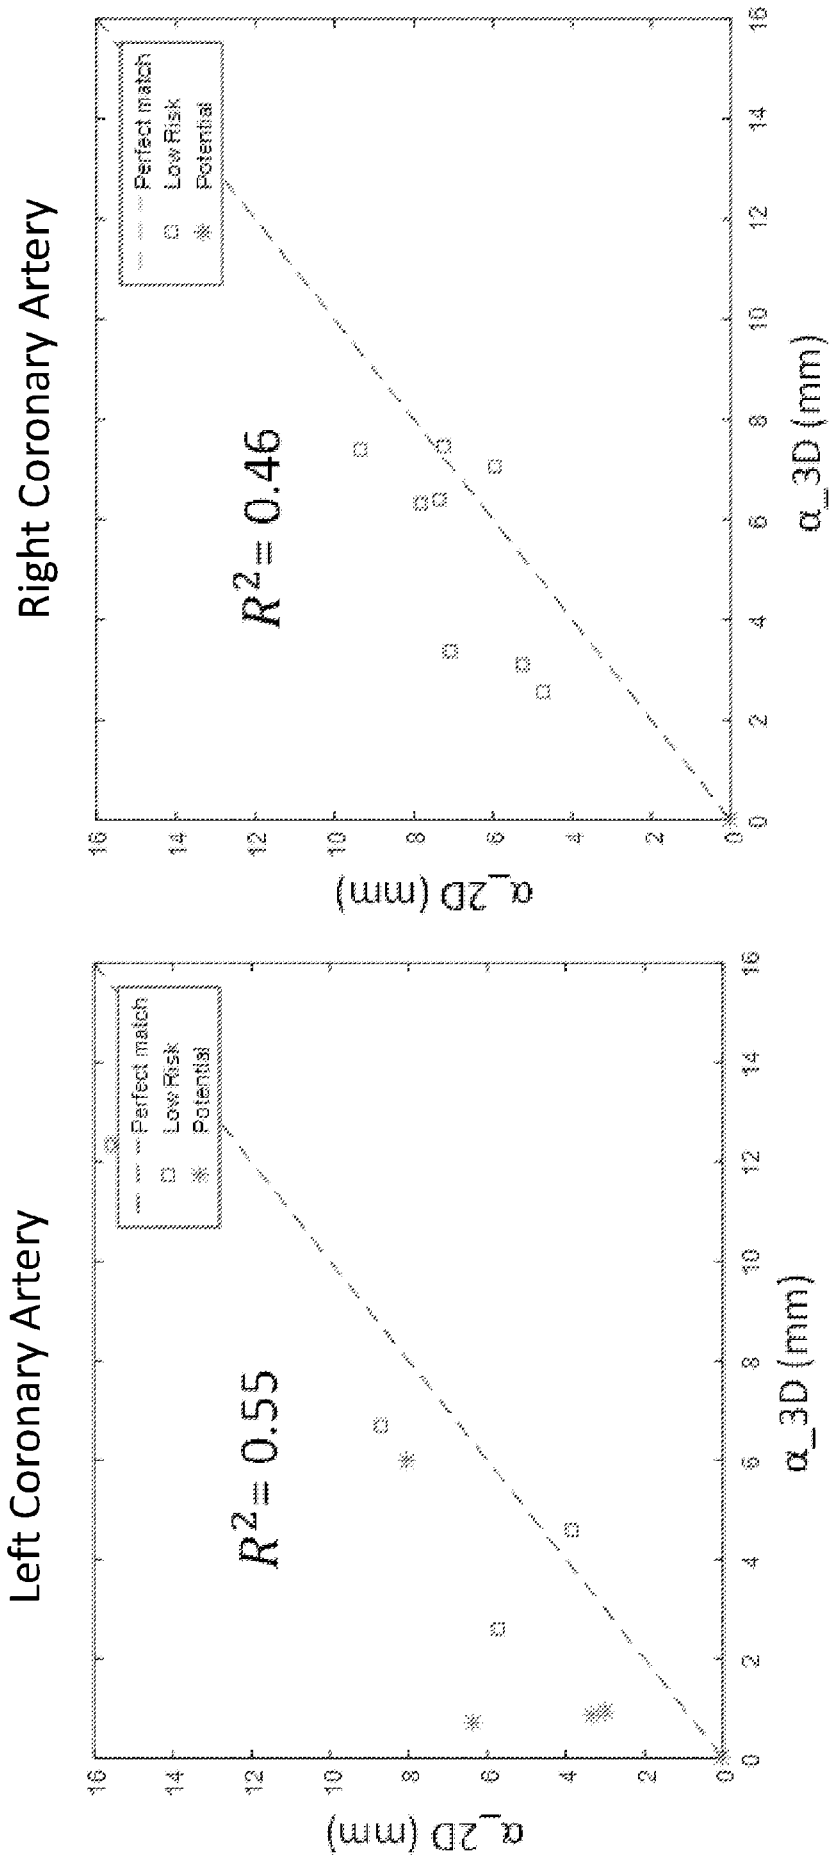 Left Coronary Artery
R² = 0.55
Perfect match
Low Risk
Potential
α_2D (mm)
16
14
12
10
8
6
4
2
0
0
2
4
6
8
10
12
14
16
α_3D (mm)
Right Coronary Artery
R² = 0.46
Perfect match
Low Risk
Potential
α_2D (mm)
16
14
12
10
8
6
4
2
0
0
2
4
6
8
10
12
14
16
α_3D (mm)